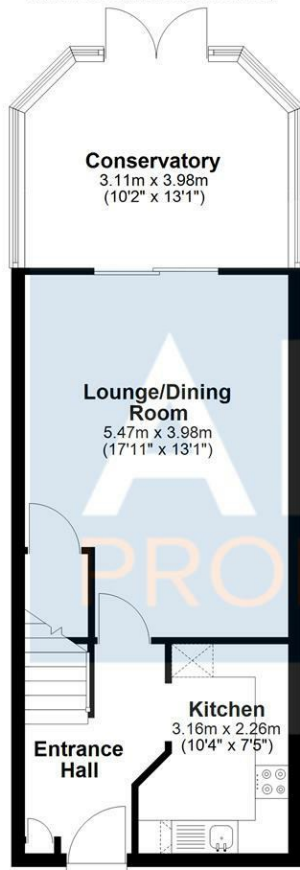 Conservatory
3.11m x 3.98m
(10'2" x 13'1")
Lounge/Dining
Room
5.47m x 3.98m
(17'11" x 13'1")
A
PRO
Kitchen
3.16m x 2.26m
(10'4" x 7'5")
Entrance
Hall